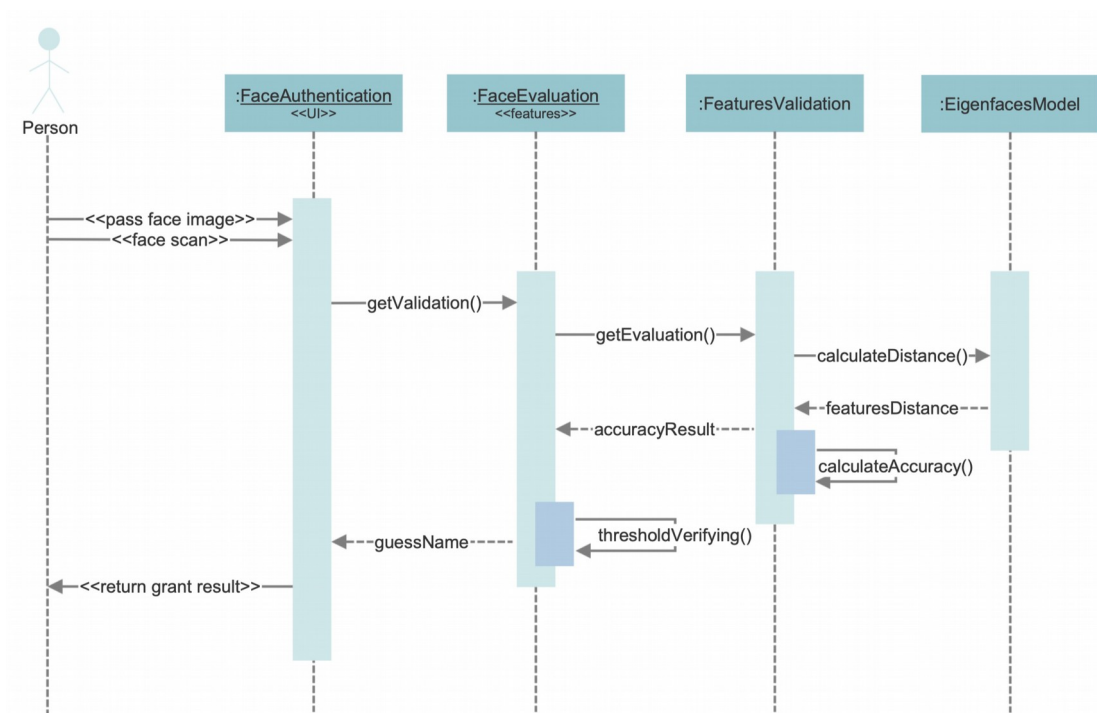 Person
:FaceAuthentication
<<UI>>
:FaceEvaluation
<<features>>
:FeaturesValidation
:EigenfacesModel
<<pass face image>>
<<face scan>>
getValidation()
getEvaluation()
calculateDistance()
featuresDistance
accuracyResult
calculateAccuracy()
thresholdVerifying()
guessName
<<return grant result>>